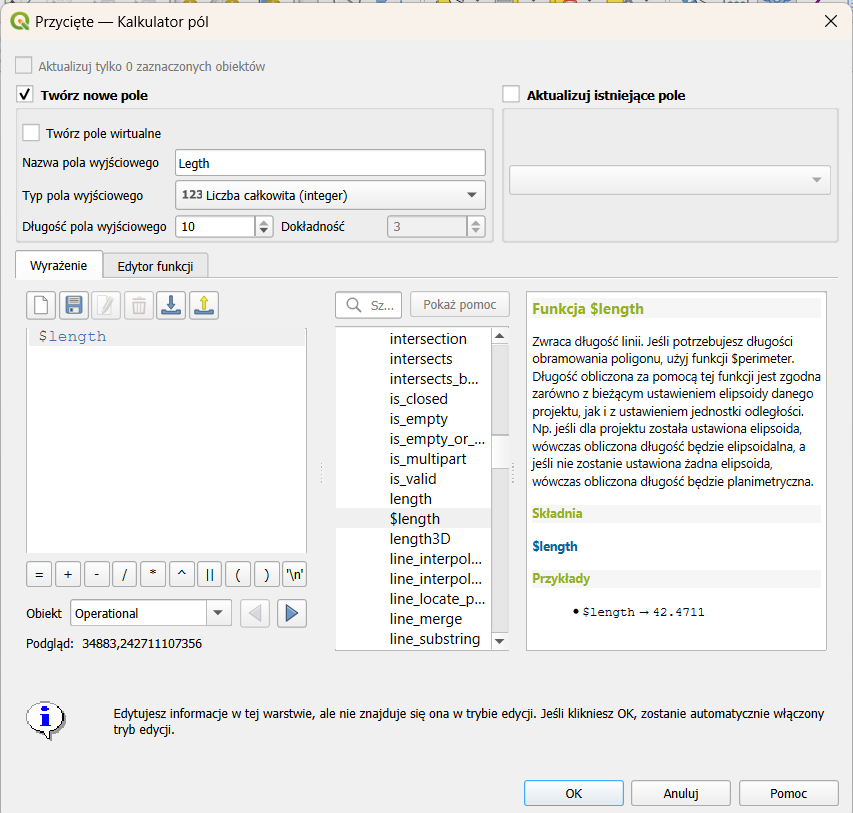 Przycięte — Kalkulator pól
Aktualizuj tylko 0 zaznaczonych obiektów
Twórz nowe pole
Twórz pole wirtualne
Nazwa pola wyjściowego Legth
Typ pola wyjściowego 123 Liczba całkowita (integer)
Długość pola wyjściowego 10 Dokładność 3
Aktualizuj istniejące pole
Wyrażenie Edytor funkcji
$length
= + - / * ^ || ( ) '\n'
Obiekt Operational
Podgląd: 34883,242711107356
Sz... Pokaż pomoc
intersection
intersects
intersects_b...
is_closed
is_empty
is_empty_or_...
is_multipart
is_valid
length
$length
length3D
line_interpol...
line_interpol...
line_locate_p...
line_merge
line_substring
Funkcja $length
Zwraca długość linii. Jeśli potrzebujesz długości
obramowania poligonu, użyj funkcji $perimeter.
Długość obliczona za pomocą tej funkcji jest zgodna
zarówno z bieżącym ustawieniem elipsoidy danego
projektu, jak i z ustawieniem jednostki odległości.
Np. jeśli dla projektu została ustawiona elipsoida,
wówczas obliczona długość będzie elipsoidalna, a
jeśli nie zostanie ustawiona żadna elipsoida,
wówczas obliczona długość będzie planimetryczna.
Składnia
$length
Przykłady
• $length → 42.4711
Edytujesz informacje w tej warstwie, ale nie znajduje się ona w trybie edycji. Jeśli klikniesz OK, zostanie automatycznie włączony
tryb edycji.
OK Anuluj Pomoc